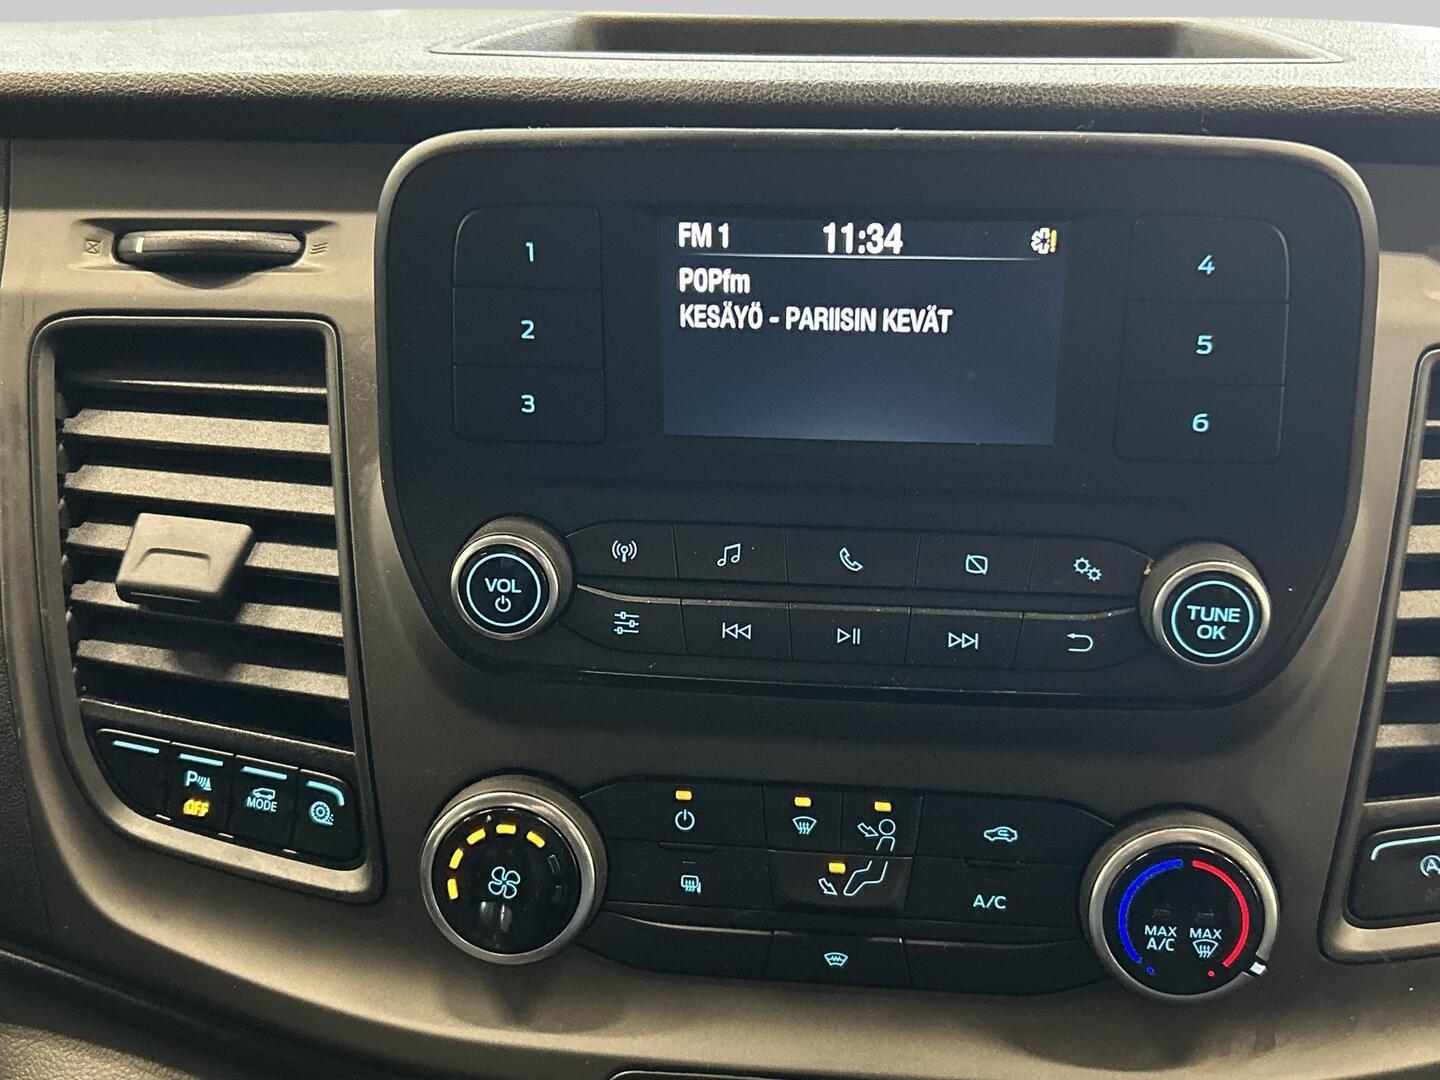 FM 1 11:34
POPfm
KESÄYÖ - PARIISIN KEVÄT
1
2
3
4
5
6
VOL
TUNE
OK
P
OFF
MODE
A/C
MAX
A/C
MAX
A